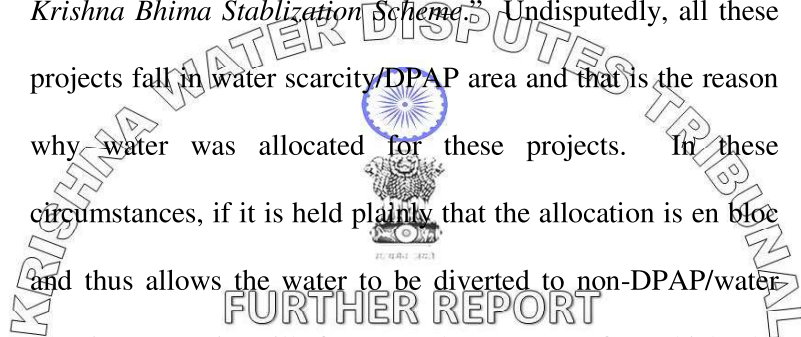 Krishna Bhima Stablization Scheme.” Undisputedly, all these
projects fall in water scarcity/DPAP area and that is the reason
why water was allocated for these projects. In these
circumstances, if it is held plainly that the allocation is en bloc
and thus allows the water to be diverted to non-DPAP/water
KRISHNA WATER DISPUTES TRIBUNAL
FURTHER REPORT